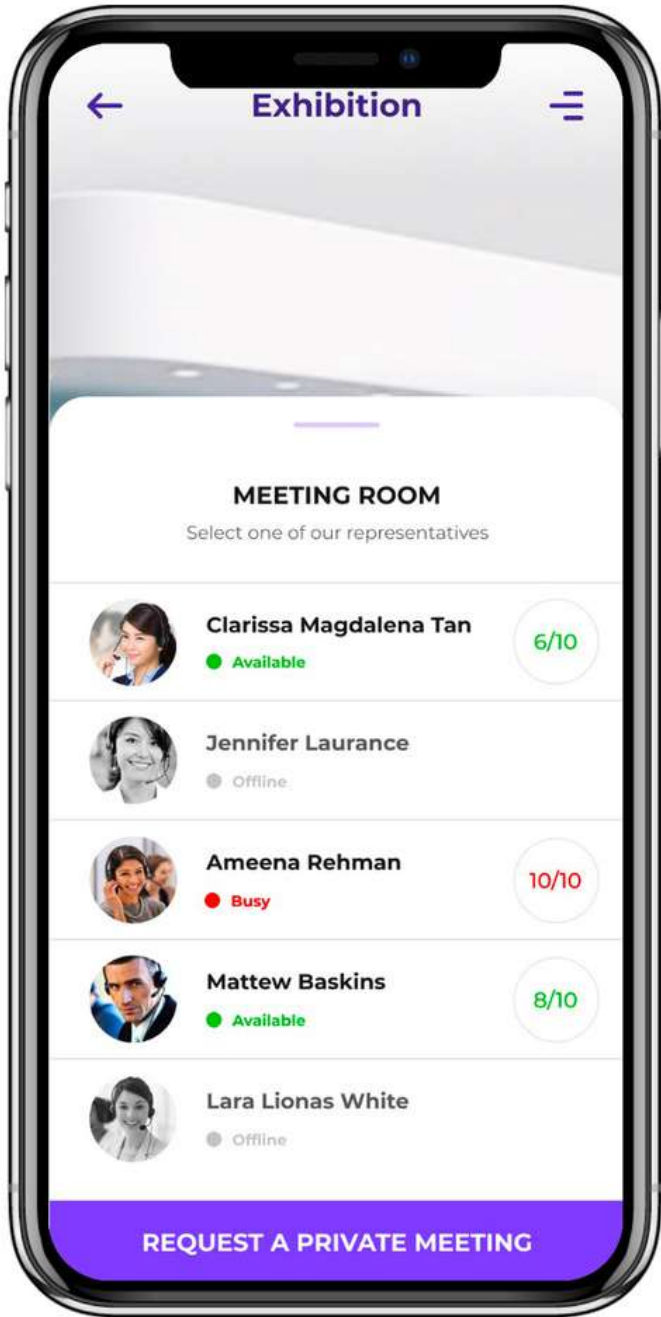 Exhibition
MEETING ROOM
Select one of our representatives
Clarissa Magdalena Tan
Available
6/10
Jennifer Laurance
Offline
Ameena Rehman
Busy
10/10
Mattew Baskins
Available
8/10
Lara Lionas White
Offline
REQUEST A PRIVATE MEETING